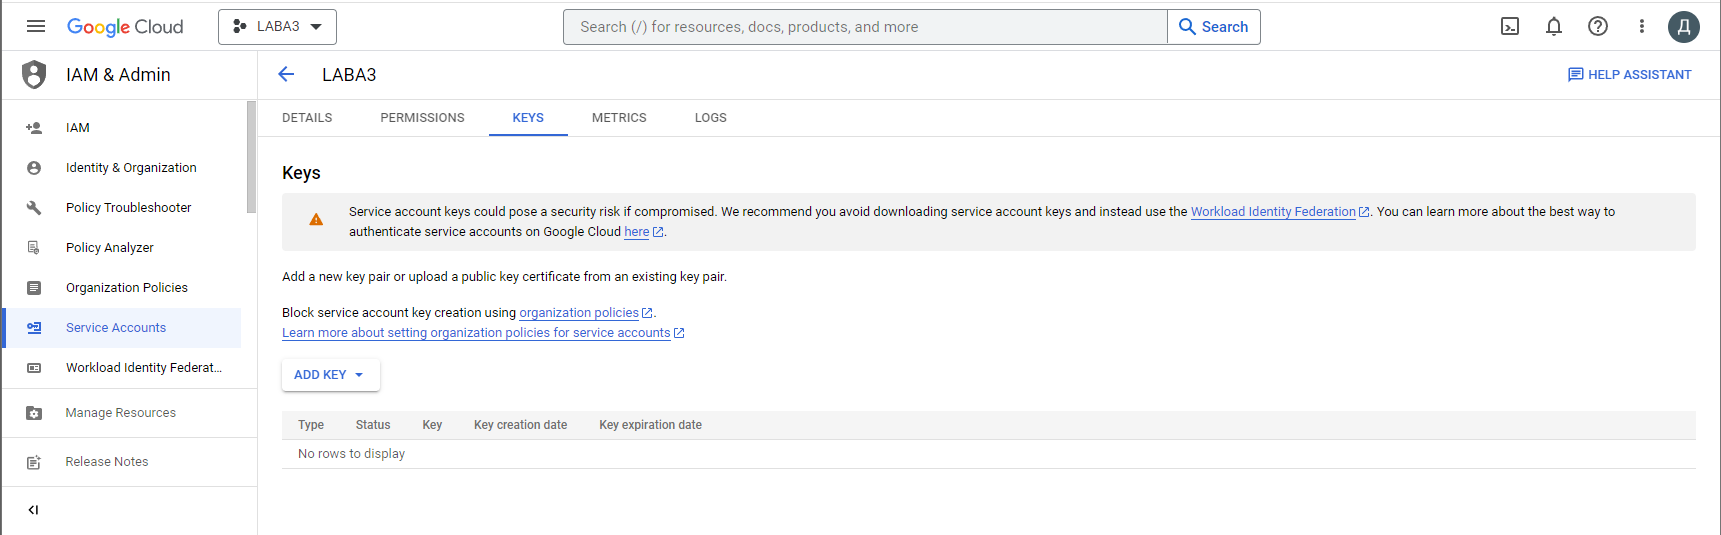 Google Cloud
LABA3
Search (/) for resources, docs, products, and more
Search
Д
IAM & Admin
LABA3
HELP ASSISTANT
IAM
Identity & Organization
Policy Troubleshooter
Policy Analyzer
Organization Policies
Service Accounts
Workload Identity Federat...
Manage Resources
Release Notes
DETAILS
PERMISSIONS
KEYS
METRICS
LOGS
Keys
Service account keys could pose a security risk if compromised. We recommend you avoid downloading service account keys and instead use the Workload Identity Federation. You can learn more about the best way to
authenticate service accounts on Google Cloud here.
Add a new key pair or upload a public key certificate from an existing key pair.
Block service account key creation using organization policies.
Learn more about setting organization policies for service accounts
ADD KEY
Type Status Key Key creation date Key expiration date
No rows to display